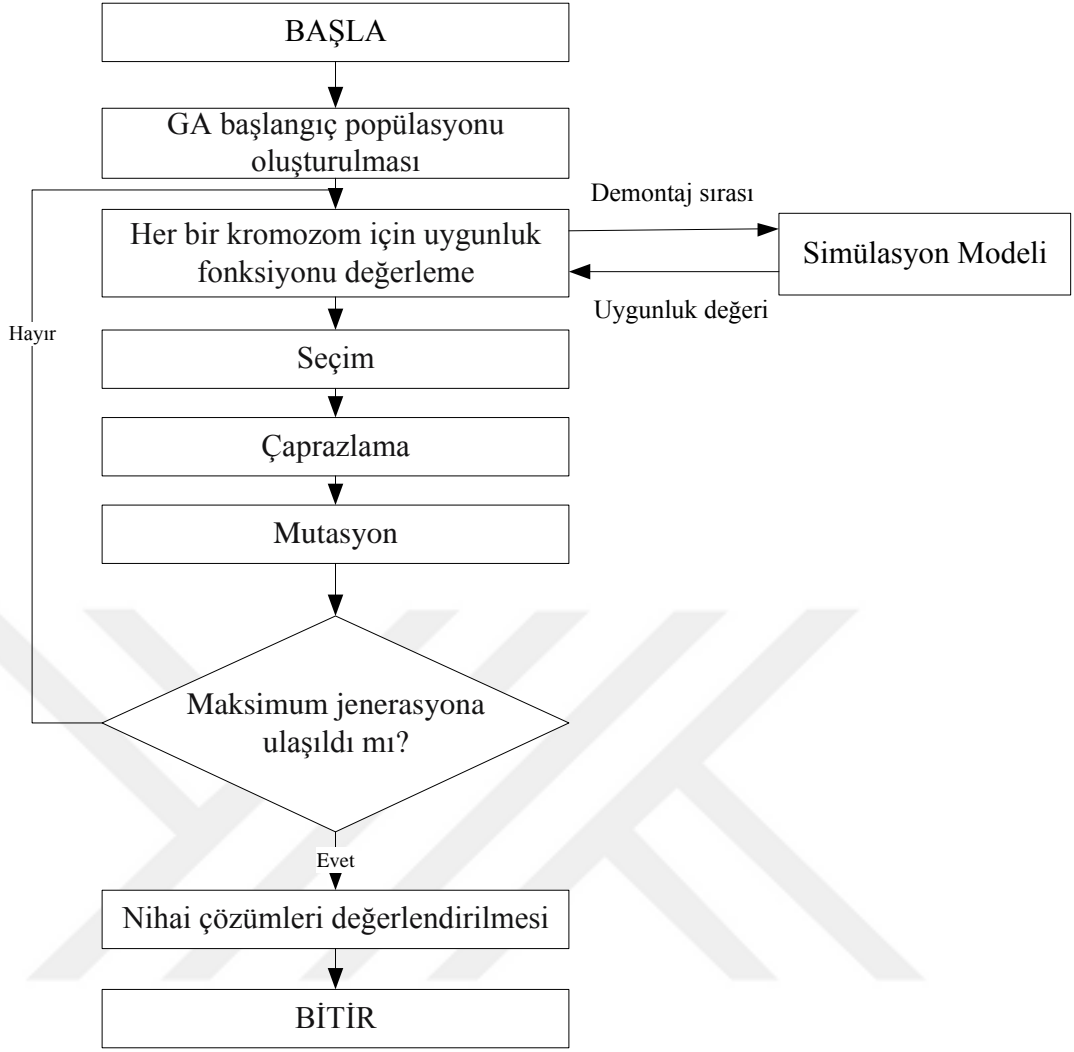 BAŞLA
GA başlangıç popülasyonu
oluşturulması
Demontaj sırası
Her bir kromozom için uygunluk
fonksiyonu değerleme
Simülasyon Modeli
Uygunluk değeri
Hayır
Seçim
Çaprazlama
Mutasyon
Maksimum jenerasyona
ulaşıldı mı?
Evet
Nihai çözümleri değerlendirilmesi
BİTİR